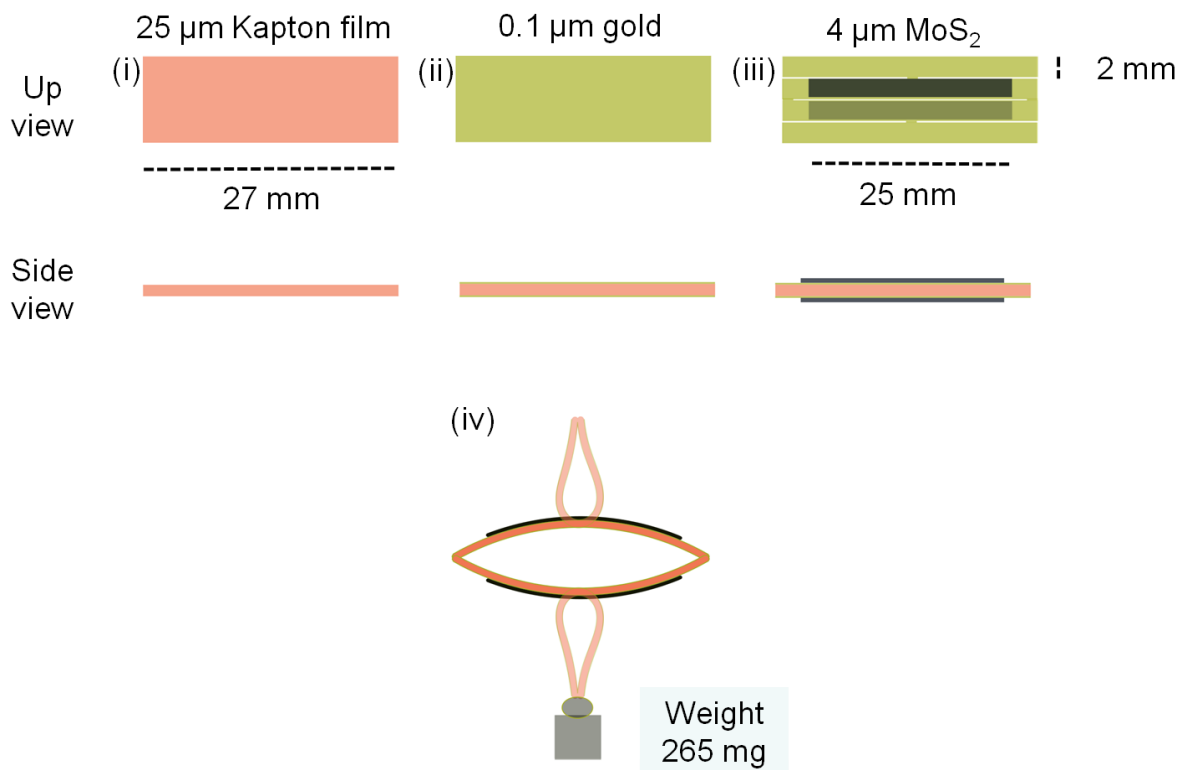 25 μm Kapton film
0.1 μm gold
4 μm MoS₂
(i)
(ii)
(iii)
2 mm
Up
view
27 mm
25 mm
Side
view
(iv)
Weight
265 mg